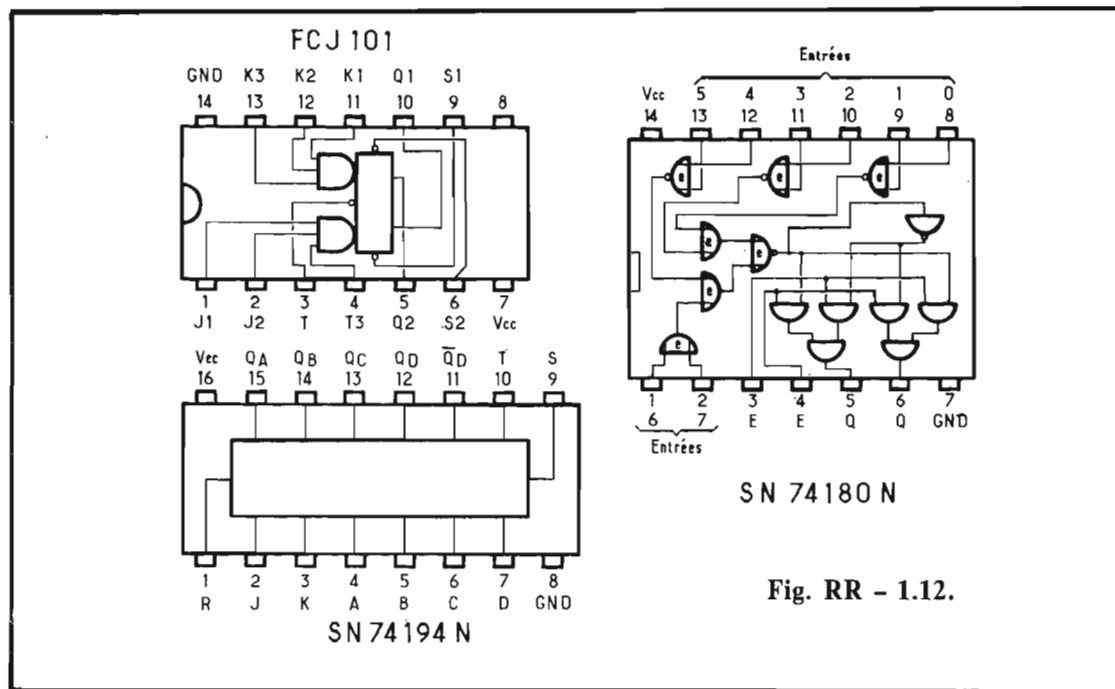 FCJ 101
GND K3 K2 K1 Q1 S1
14 13 12 11 10 9 8
1 2 3 4 5 6 7
J1 J2 T T3 Q2 S2 Vcc
Vcc QA QB QC QD Q̅D T S
16 15 14 13 12 11 10 9
1 2 3 4 5 6 7 8
R J K A B C D GND
SN 74194 N
Entrées
Vcc 5 4 3 2 1 0
14 13 12 11 10 9 8
e e e
e e
e
e
1 2 3 4 5 6 7
6 7 E E Q Q GND
Entrées
SN 74180 N
Fig. RR – 1.12.